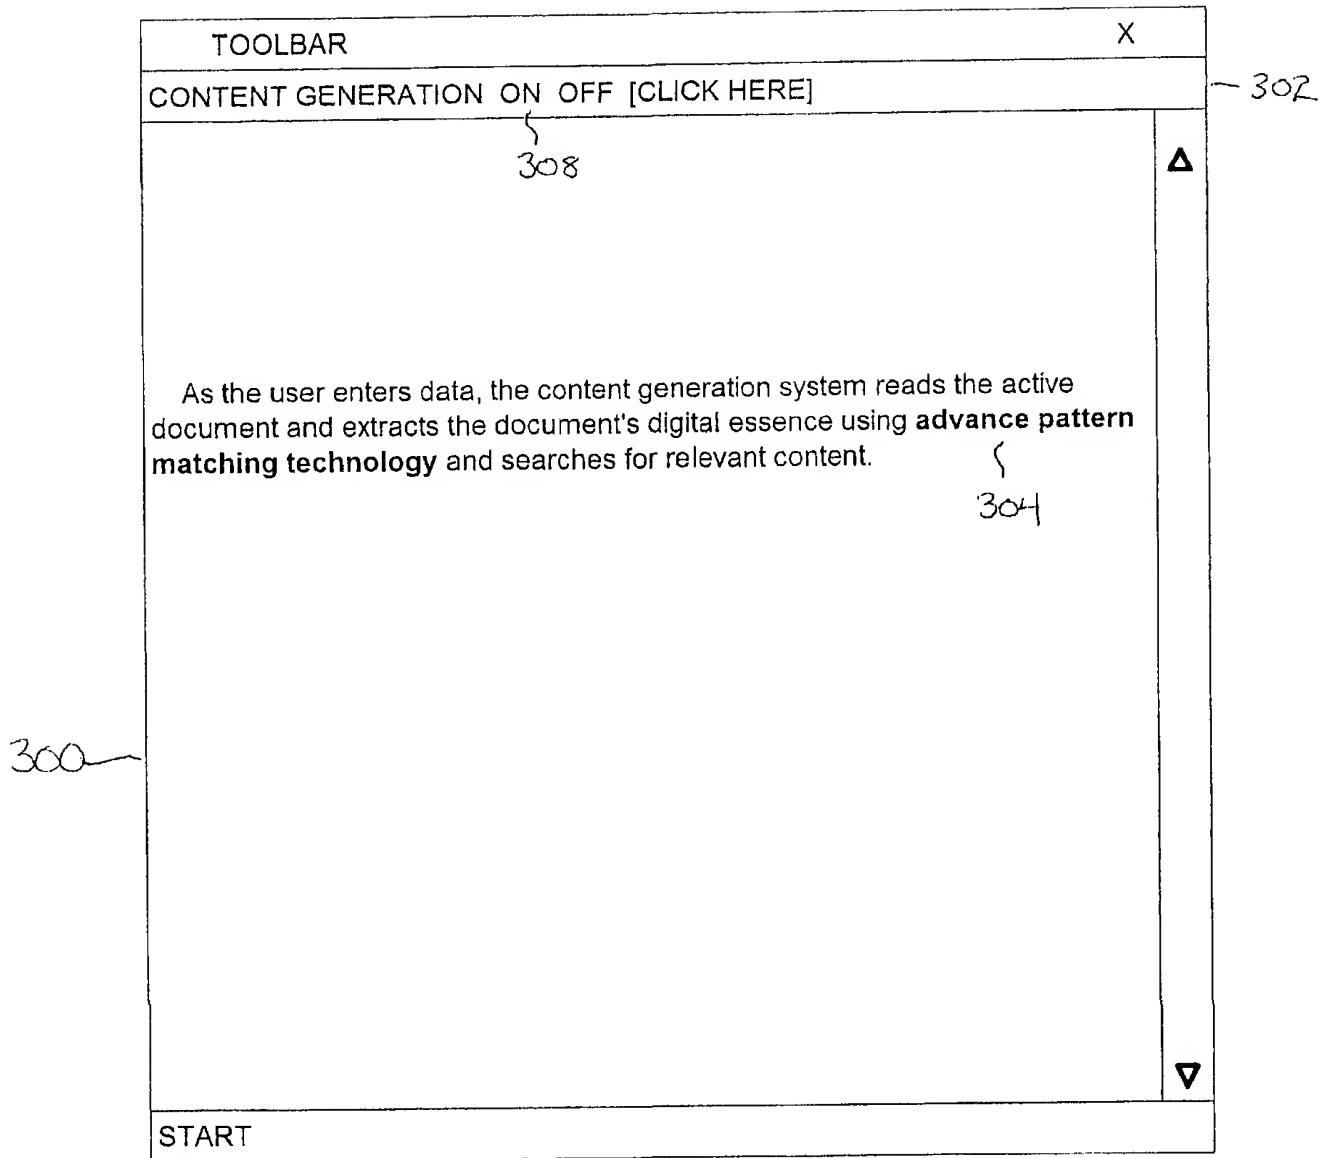 TOOLBAR X
CONTENT GENERATION ON OFF [CLICK HERE]
302
308
As the user enters data, the content generation system reads the active
document and extracts the document's digital essence using advance pattern
matching technology and searches for relevant content.
304
300
START